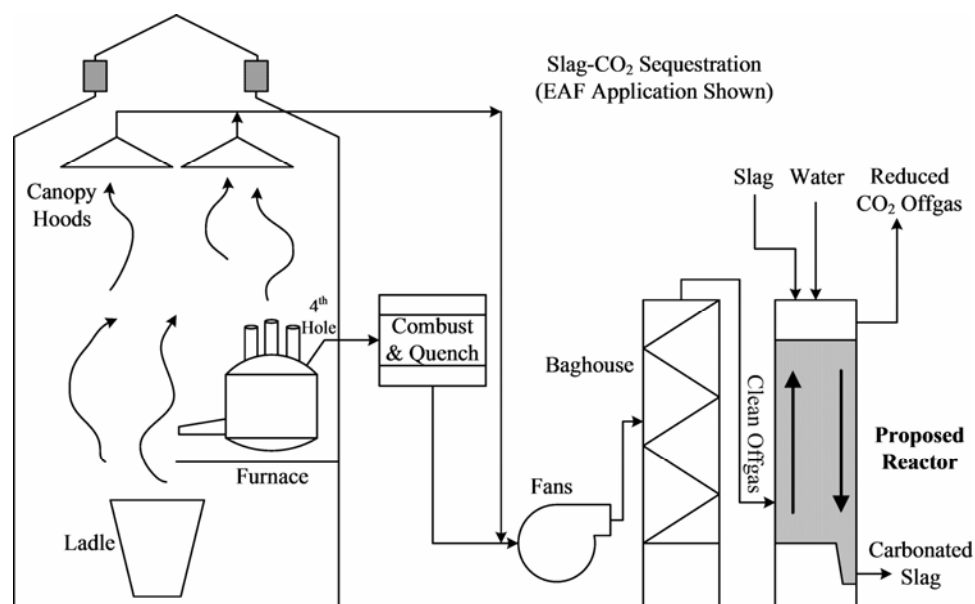 Slag-CO₂ Sequestration
(EAF Application Shown)
Canopy
Hoods
Slag
Water
Reduced
CO₂ Offgas
4th
Hole
Combust
& Quench
Baghouse
Clean Offgas
Proposed
Reactor
Furnace
Fans
Ladle
Carbonated
Slag